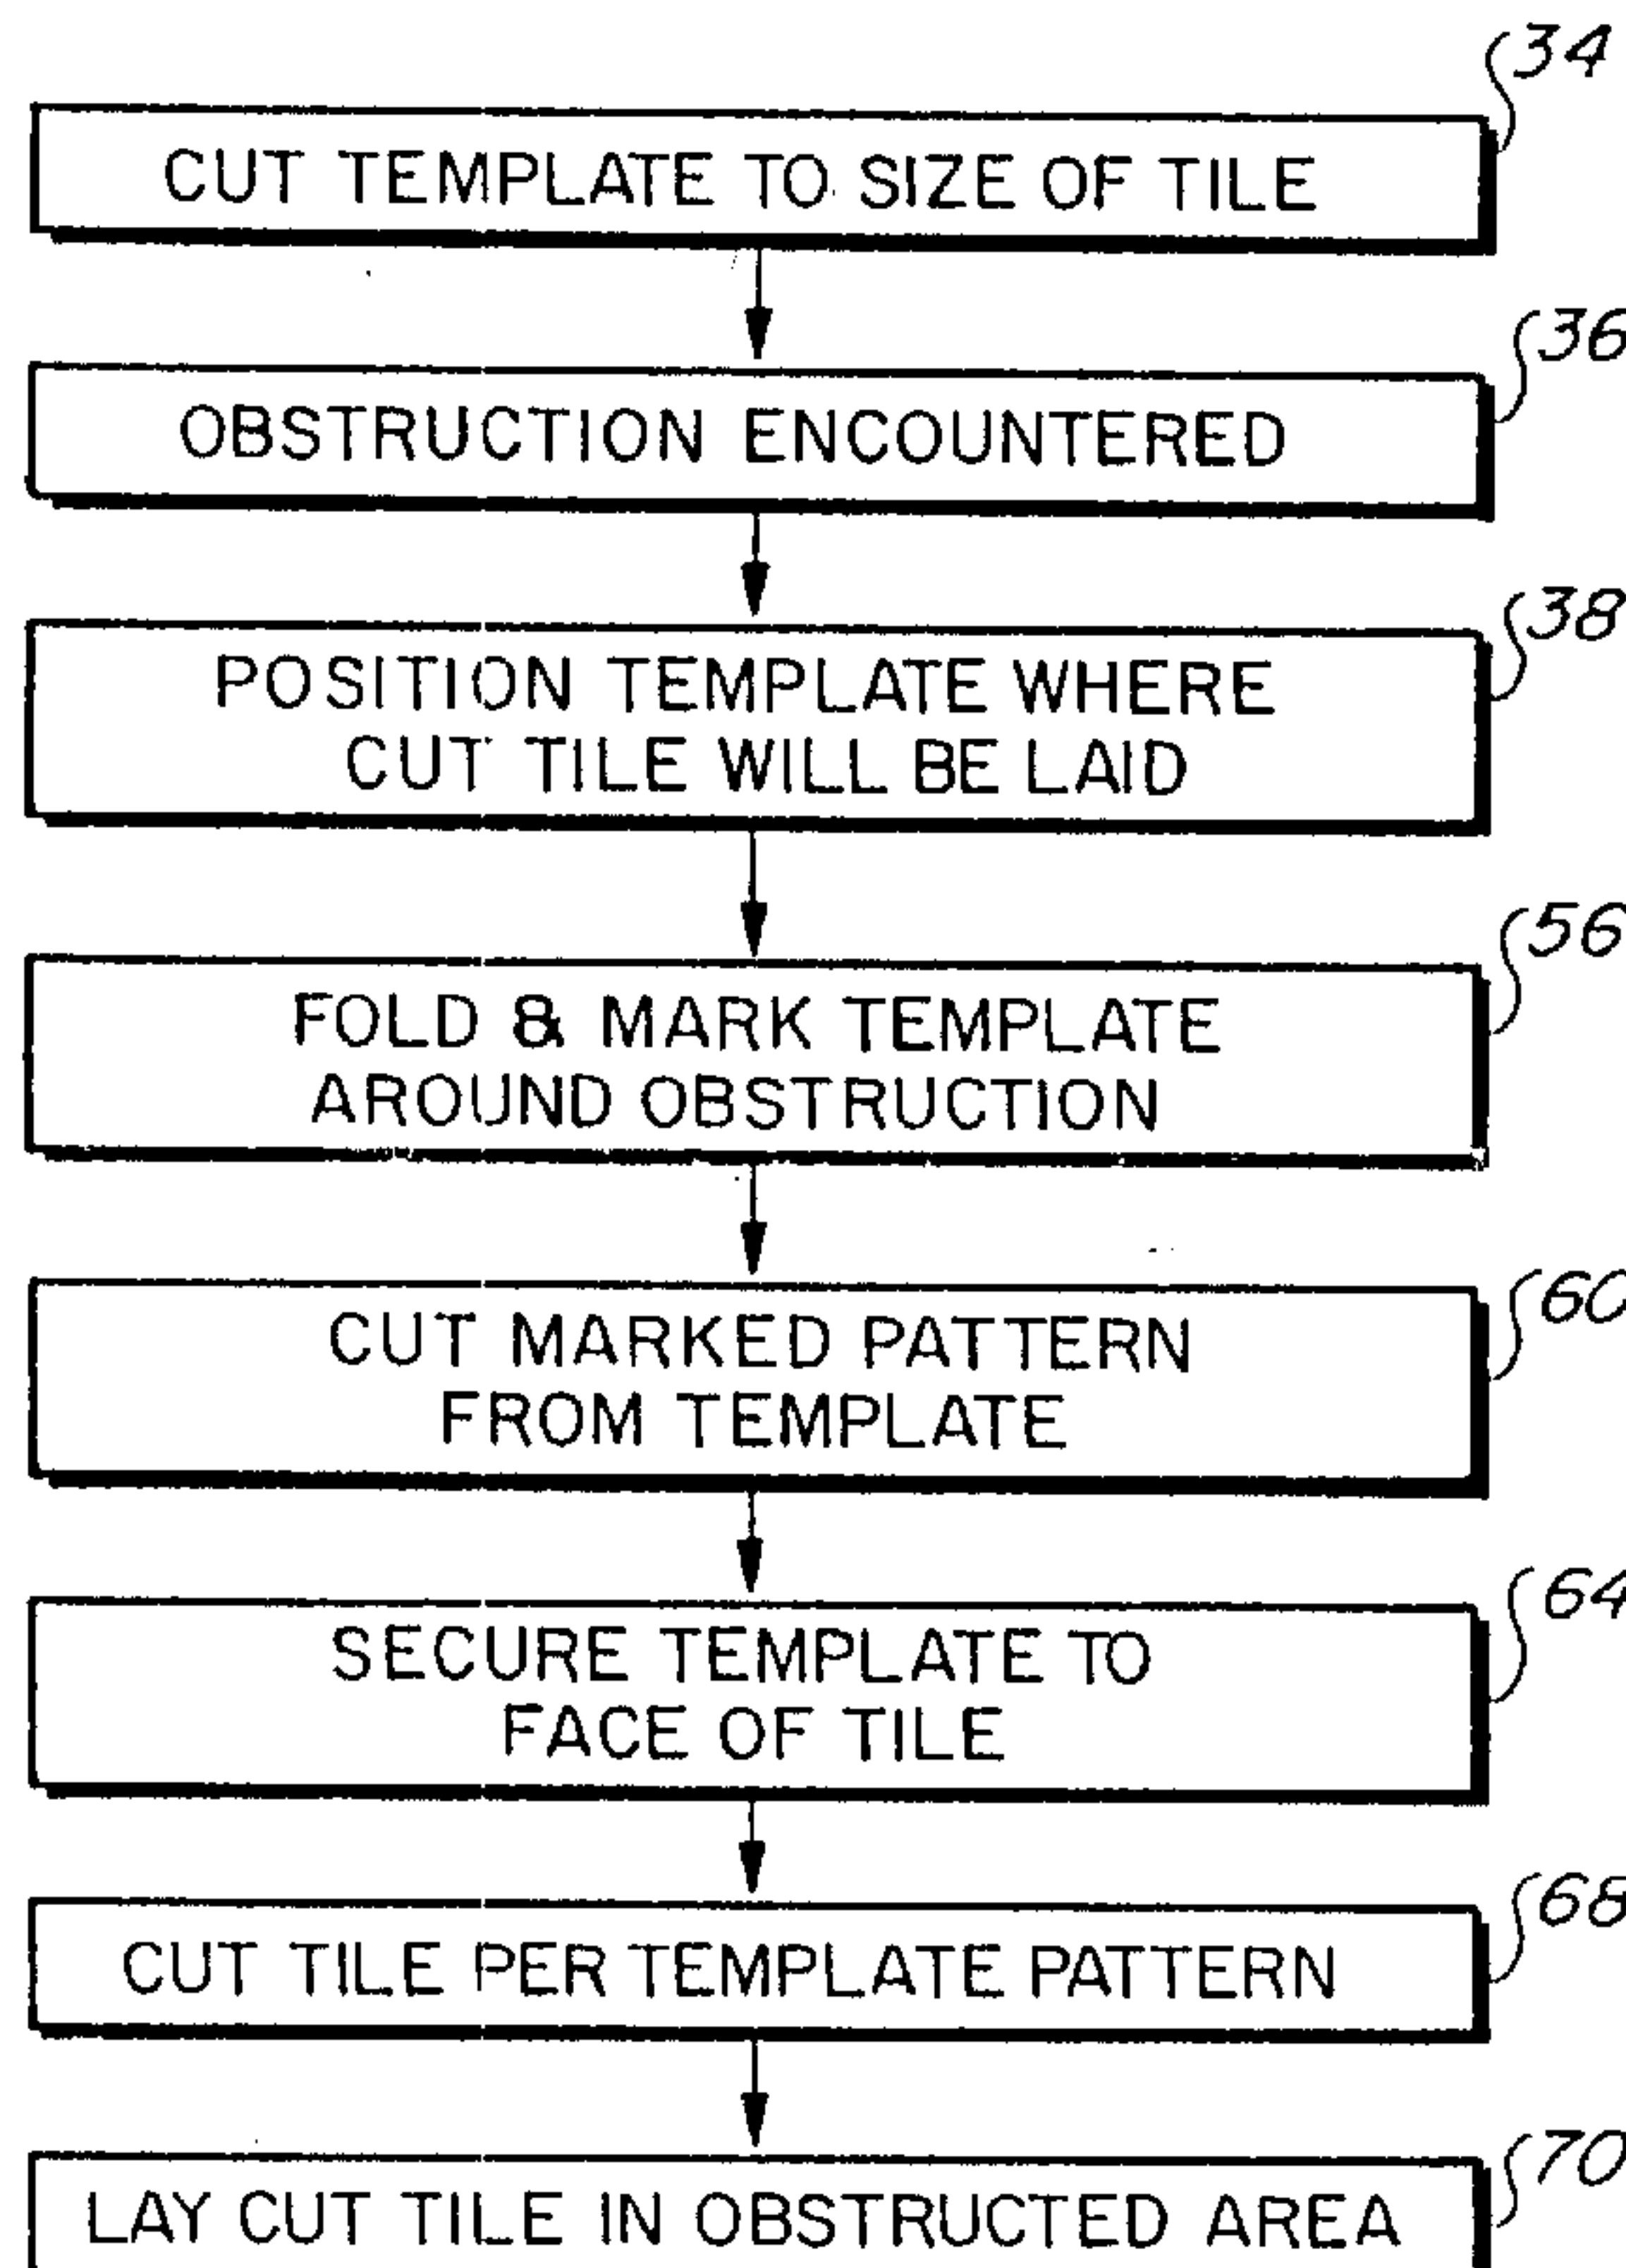 34
CUT TEMPLATE TO SIZE OF TILE
36
OBSTRUCTION ENCOUNTERED
38
POSITION TEMPLATE WHERE
CUT TILE WILL BE LAID
56
FOLD & MARK TEMPLATE
AROUND OBSTRUCTION
60
CUT MARKED PATTERN
FROM TEMPLATE
64
SECURE TEMPLATE TO
FACE OF TILE
68
CUT TILE PER TEMPLATE PATTERN
70
LAY CUT TILE IN OBSTRUCTED AREA